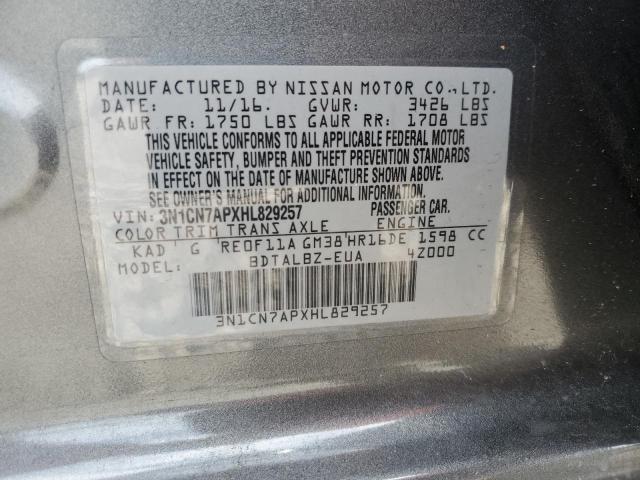 MANUFACTURED BY NISSAN MOTOR CO.,LTD.
DATE: 11/16. GVWR: 3426 LBS
GAWR FR: 1750 LBS GAWR RR: 1708 LBS
THIS VEHICLE CONFORMS TO ALL APPLICABLE FEDERAL MOTOR
VEHICLE SAFETY, BUMPER AND THEFT PREVENTION STANDARDS
IN EFFECT ON THE DATE OF MANUFACTURE SHOWN ABOVE.
SEE OWNER'S MANUAL FOR ADDITIONAL INFORMATION.
VIN: 3N1CN7APXHL829257 PASSENGER CAR.
COLOR TRIM TRANS AXLE ENGINE
KAD G RE0F11A GM38 HR16DE 1598 CC
MODEL: BDTALBZ-EUA 4Z000
3N1CN7APXHL829257